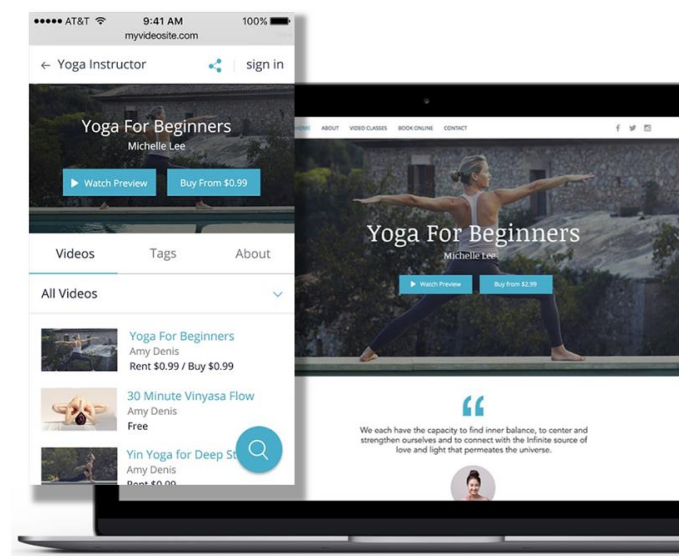 AT&T 9:41 AM 100%
myvideosite.com
← Yoga Instructor sign in
Yoga For Beginners
Michelle Lee
Watch Preview Buy From $0.99
Videos Tags About
All Videos
Yoga For Beginners
Amy Denis
Rent $0.99 / Buy $0.99
30 Minute Vinyasa Flow
Amy Denis
Free
Yin Yoga for Deep St
Amy Denis
Rent $0.99
HOME ABOUT VIDEO CLASSES BOOK ONLINE CONTACT
Yoga For Beginners
Michelle Lee
Watch Preview Buy from $2.99
“
We each have the capacity to find inner balance, to center and
strengthen ourselves and to connect with the Infinite source of
love and light that permeates the universe.